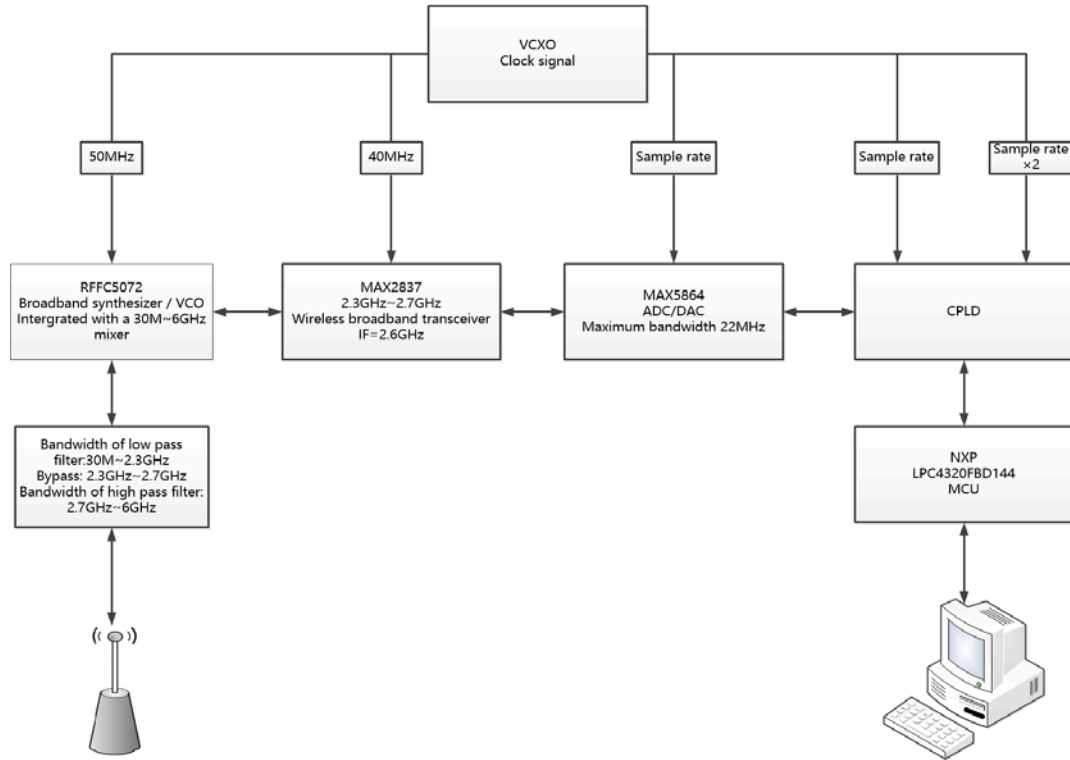 VCXO
Clock signal
50MHz
40MHz
Sample rate
Sample rate
Sample rate
×2
RFFC5072
Broadband synthesizer / VCO
Intergrated with a 30M~6GHz
mixer
MAX2837
2.3GHz~2.7GHz
Wireless broadband transceiver
IF=2.6GHz
MAX5864
ADC/DAC
Maximum bandwidth 22MHz
CPLD
Bandwidth of low pass
filter:30M~2.3GHz
Bypass: 2.3GHz~2.7GHz
Bandwidth of high pass filter:
2.7GHz~6GHz
NXP
LPC4320FBD144
MCU